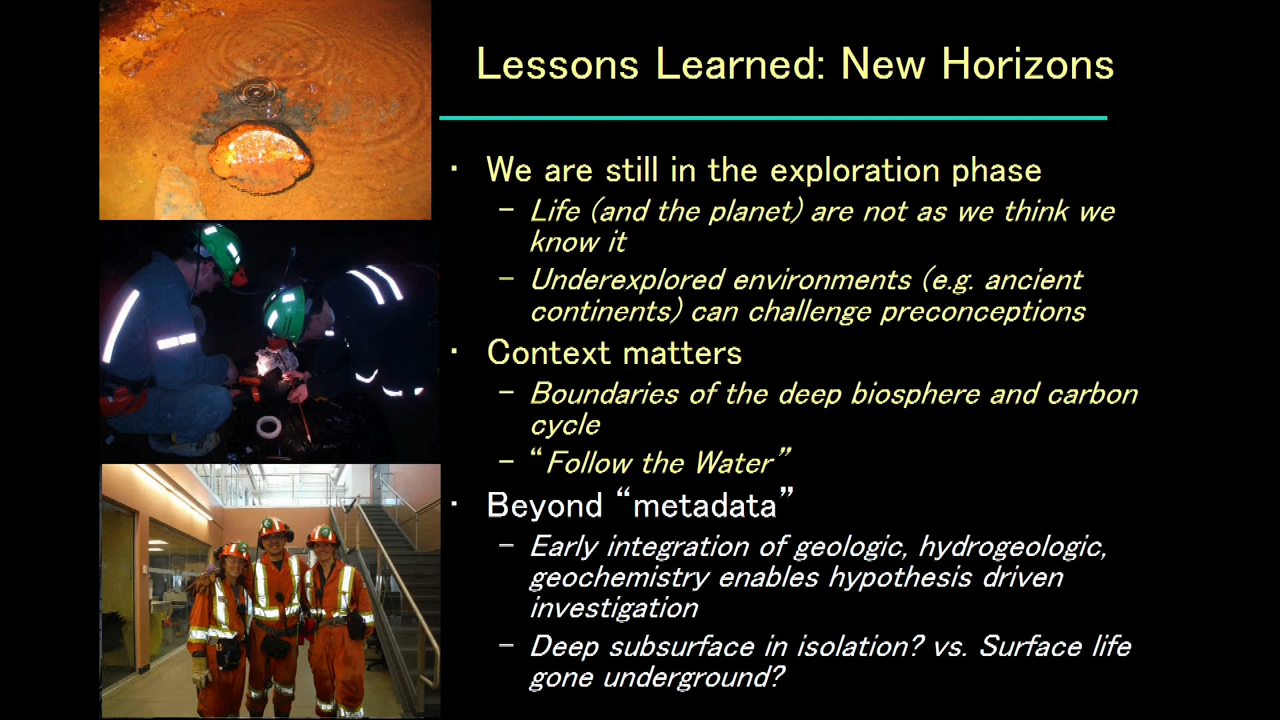 Lessons Learned: New Horizons
· We are still in the exploration phase
– Life (and the planet) are not as we think we
know it
– Underexplored environments (e.g. ancient
continents) can challenge preconceptions
· Context matters
– Boundaries of the deep biosphere and carbon
cycle
– “Follow the Water”
· Beyond “metadata”
– Early integration of geologic, hydrogeologic,
geochemistry enables hypothesis driven
investigation
– Deep subsurface in isolation? vs. Surface life
gone underground?